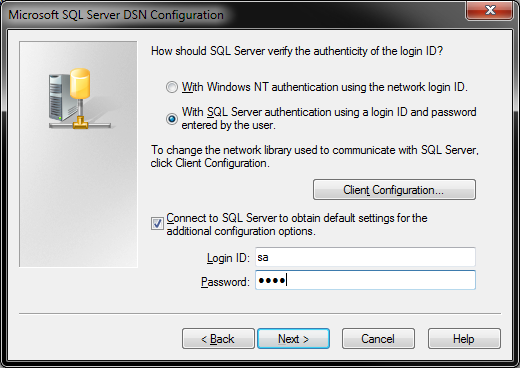 Microsoft SQL Server DSN Configuration
How should SQL Server verify the authenticity of the login ID?
With Windows NT authentication using the network login ID.
With SQL Server authentication using a login ID and password
entered by the user.
To change the network library used to communicate with SQL Server,
click Client Configuration.
Client Configuration...
Connect to SQL Server to obtain default settings for the
additional configuration options.
Login ID: sa
Password: ●●●●
< Back Next > Cancel Help